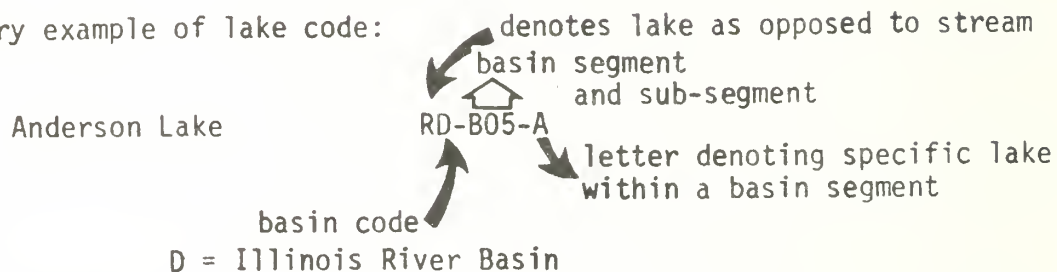 ry example of lake code: denotes lake as opposed to stream
basin segment
and sub-segment
Anderson Lake RD-B05-A
letter denoting specific lake
within a basin segment
basin code
D = Illinois River Basin